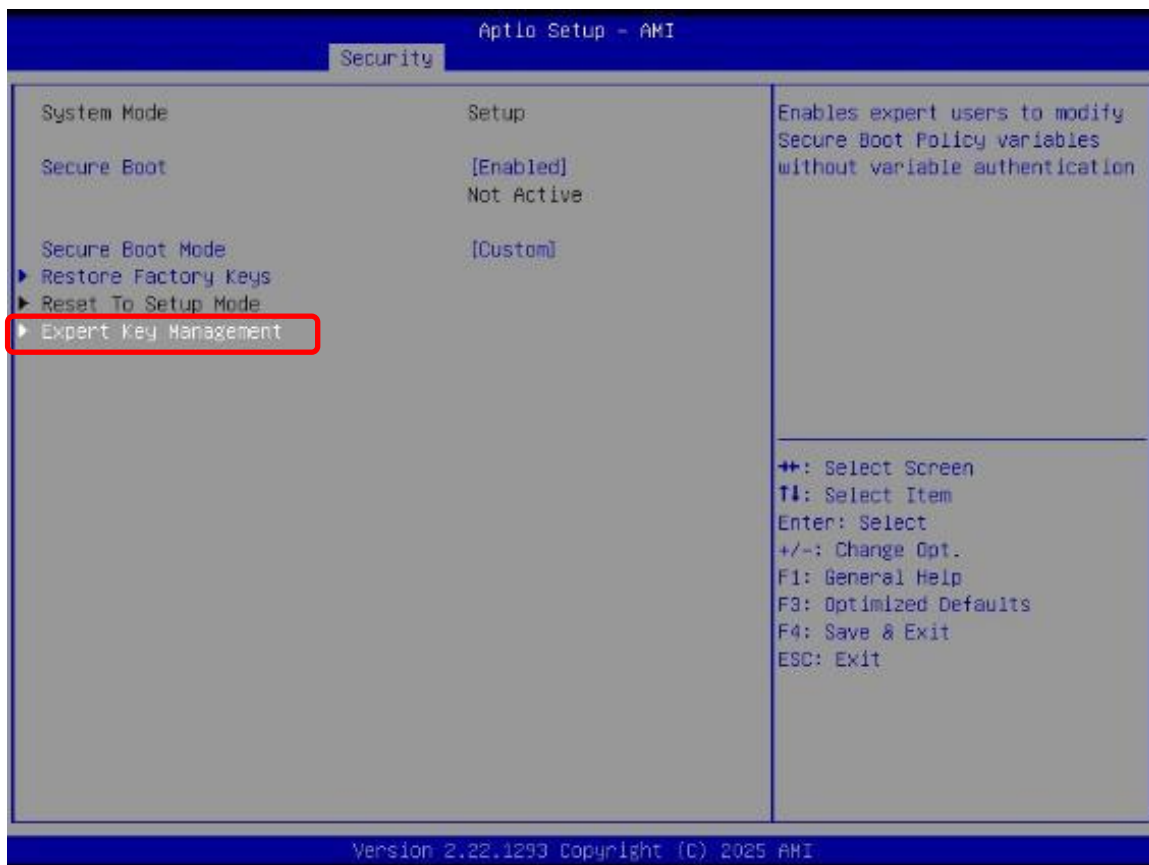 Aptio Setup - AMI
Security
System Mode Setup
Secure Boot [Enabled]
Not Active
Secure Boot Mode [Custom]
▶ Restore Factory Keys
▶ Reset To Setup Mode
▶ Expert Key Management
Enables expert users to modify
Secure Boot Policy variables
without variable authentication
→←: Select Screen
↑↓: Select Item
Enter: Select
+/-: Change Opt.
F1: General Help
F3: Optimized Defaults
F4: Save & Exit
ESC: Exit
Version 2.22.1293 Copyright (C) 2025 AMI